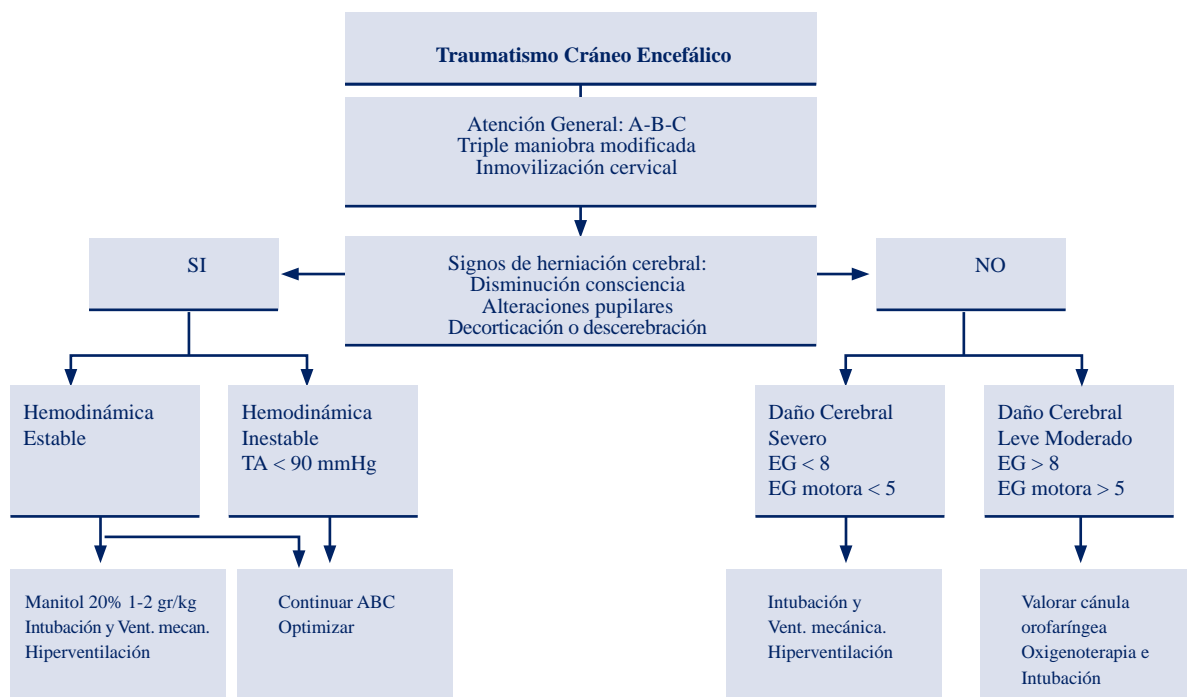 Traumatismo Cráneo Encefálico
Atención General: A-B-C
Triple maniobra modificada
Inmovilización cervical
SI
Signos de herniación cerebral:
Disminución consciencia
Alteraciones pupilares
Decorticación o descerebración
NO
Hemodinámica
Estable
Hemodinámica
Inestable
TA < 90 mmHg
Daño Cerebral
Severo
EG < 8
EG motora < 5
Daño Cerebral
Leve Moderado
EG > 8
EG motora > 5
Manitol 20% 1-2 gr/kg
Intubación y Vent. mecan.
Hiperventilación
Continuar ABC
Optimizar
Intubación y
Vent. mecánica.
Hiperventilación
Valorar cánula
orofaríngea
Oxigenoterapia e
Intubación